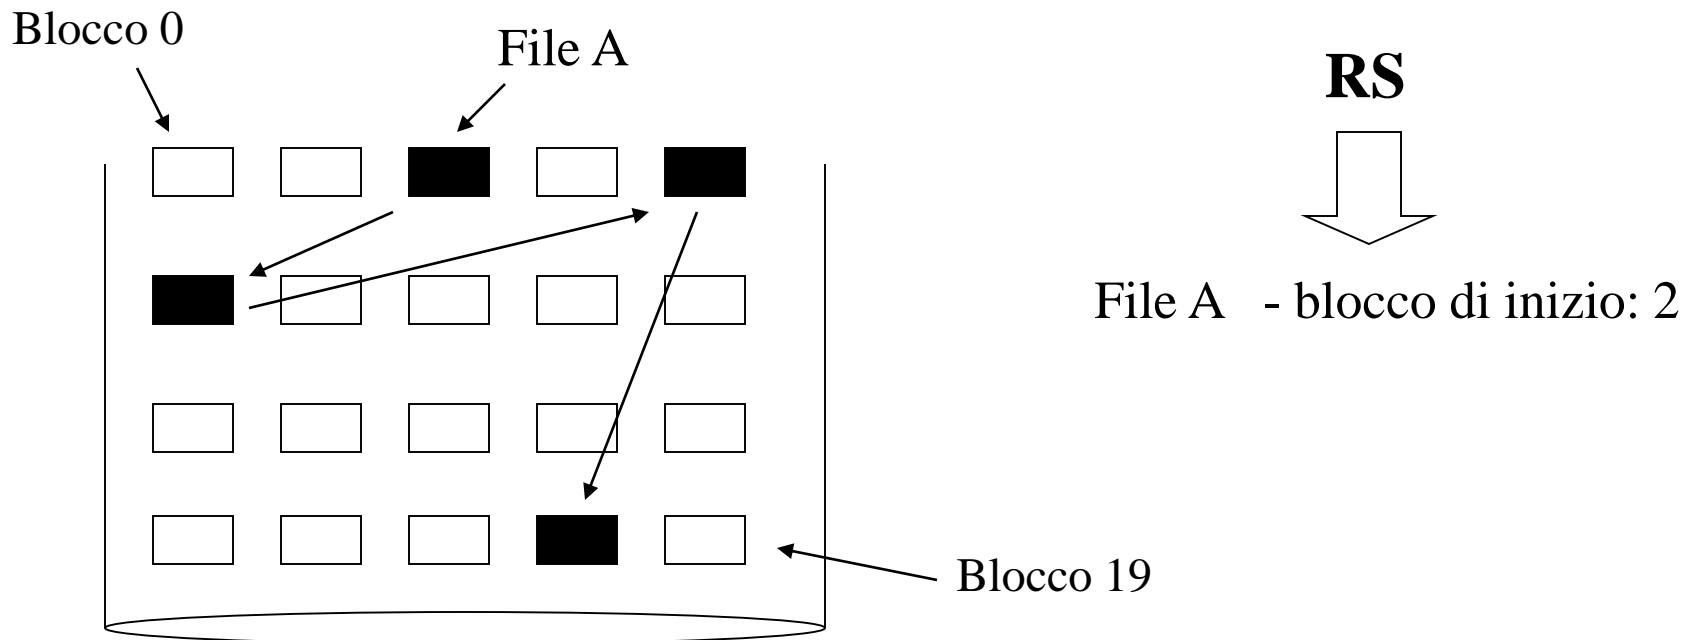 Blocco 0
File A
RS
File A - blocco di inizio: 2
Blocco 19